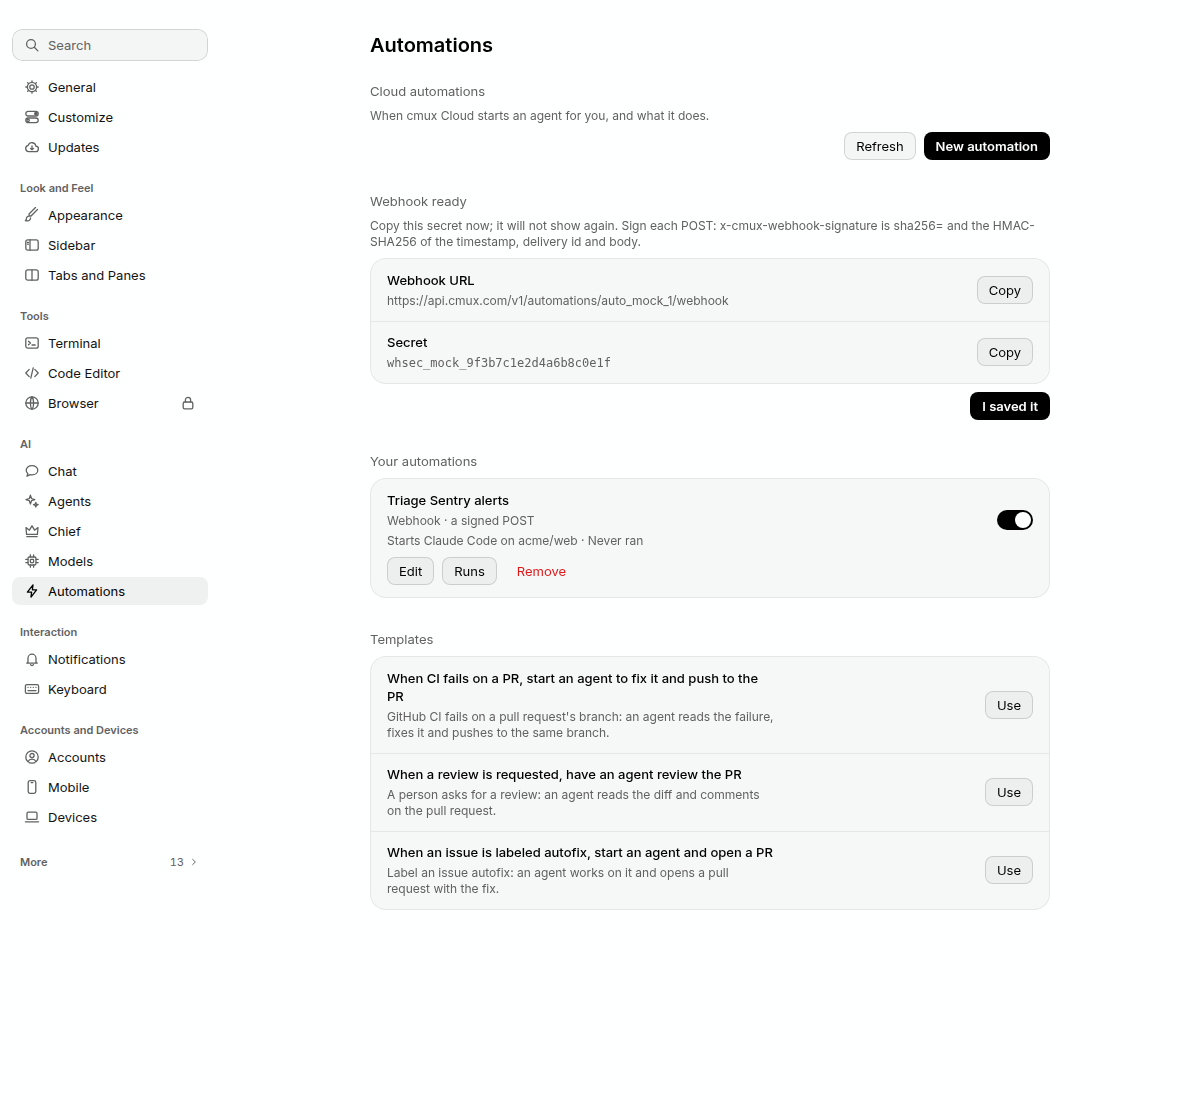 Search
General
Customize
Updates
Look and Feel
Appearance
Sidebar
Tabs and Panes
Tools
Terminal
Code Editor
Browser
AI
Chat
Agents
Chief
Models
Automations
Interaction
Notifications
Keyboard
Accounts and Devices
Accounts
Mobile
Devices
More 13
Automations
Cloud automations
When cmux Cloud starts an agent for you, and what it does.
Refresh New automation
Webhook ready
Copy this secret now; it will not show again. Sign each POST: x-cmux-webhook-signature is sha256= and the HMAC-
SHA256 of the timestamp, delivery id and body.
Webhook URL
https://api.cmux.com/v1/automations/auto_mock_1/webhook
Copy
Secret
whsec_mock_9f3b7c1e2d4a6b8c0e1f
Copy
I saved it
Your automations
Triage Sentry alerts
Webhook · a signed POST
Starts Claude Code on acme/web · Never ran
Edit Runs Remove
Templates
When CI fails on a PR, start an agent to fix it and push to the
PR
GitHub CI fails on a pull request's branch: an agent reads the failure,
fixes it and pushes to the same branch.
Use
When a review is requested, have an agent review the PR
A person asks for a review: an agent reads the diff and comments
on the pull request.
Use
When an issue is labeled autofix, start an agent and open a PR
Label an issue autofix: an agent works on it and opens a pull
request with the fix.
Use